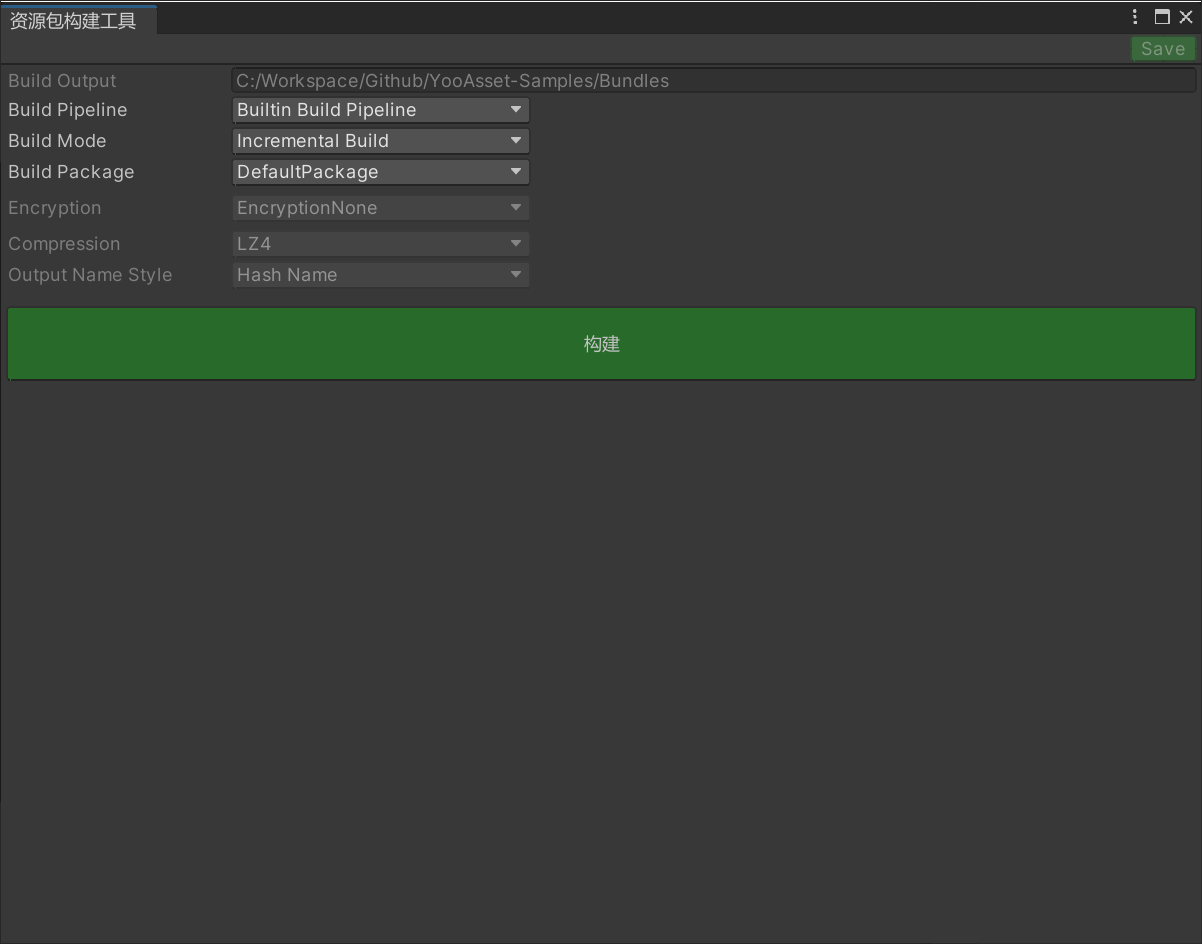 资源包构建工具
Save
Build Output C:/Workspace/Github/YooAsset-Samples/Bundles
Build Pipeline Builtin Build Pipeline
Build Mode Incremental Build
Build Package DefaultPackage
Encryption EncryptionNone
Compression LZ4
Output Name Style Hash Name
构建